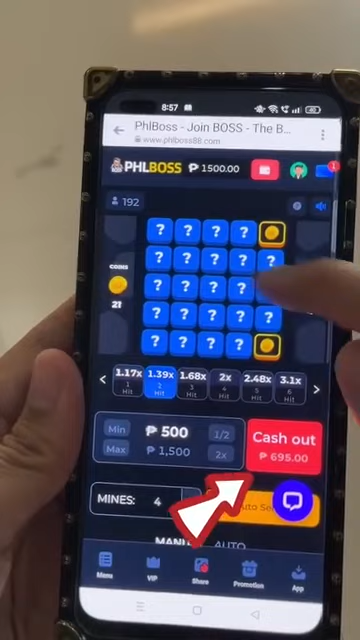 8:57
PhlBoss - Join BOSS - The B...
www.phlboss88.com
PHLBOSS ₱ 1500.00
1
192
? ? ? ?
? ? ? ? ?
? ? ? ?
? ? ? ? ?
? ? ? ?
COINS
21
< 1.17x 1.39x 1.68x 2x 2.48x 3.1x >
1 2 3 4 5 6
Hit Hit Hit Hit Hit Hit
Min ₱ 500 1/2
Max ₱ 1,500 2x
Cash out
₱ 695.00
MINES: 4
AUTO
Menu VIP Share Promotion App